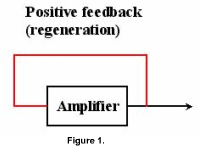 Positive feedback
(regeneration)
Amplifier
Figure 1.